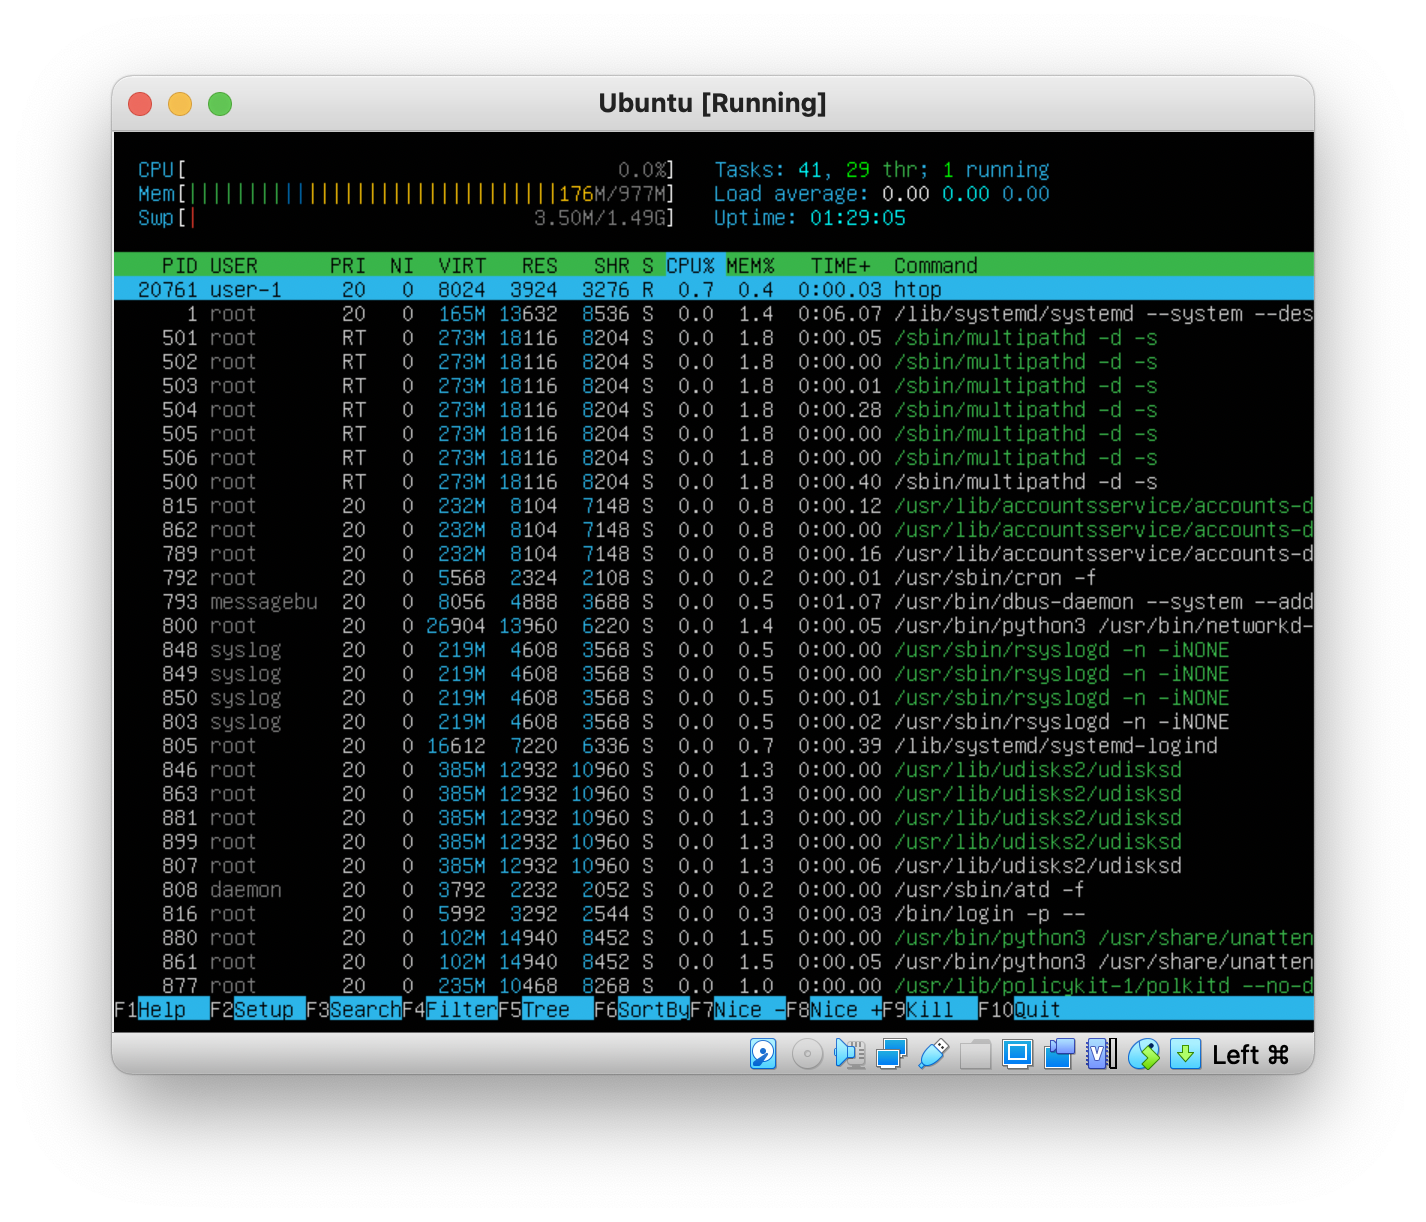 Ubuntu [Running]
CPU[ 0.0%] Tasks: 41, 29 thr; 1 running
Mem[||||||||||||||||||||||||||||||||176M/977M] Load average: 0.00 0.00 0.00
Swp[| 3.50M/1.49G] Uptime: 01:29:05
PID USER PRI NI VIRT RES SHR S CPU% MEM% TIME+ Command
20761 user-1 20 0 8024 3924 3276 R 0.7 0.4 0:00.03 htop
1 root 20 0 165M 13632 8536 S 0.0 1.4 0:06.07 /lib/systemd/systemd --system --des
501 root RT 0 273M 18116 8204 S 0.0 1.8 0:00.05 /sbin/multipathd -d -s
502 root RT 0 273M 18116 8204 S 0.0 1.8 0:00.00 /sbin/multipathd -d -s
503 root RT 0 273M 18116 8204 S 0.0 1.8 0:00.01 /sbin/multipathd -d -s
504 root RT 0 273M 18116 8204 S 0.0 1.8 0:00.28 /sbin/multipathd -d -s
505 root RT 0 273M 18116 8204 S 0.0 1.8 0:00.00 /sbin/multipathd -d -s
506 root RT 0 273M 18116 8204 S 0.0 1.8 0:00.00 /sbin/multipathd -d -s
500 root RT 0 273M 18116 8204 S 0.0 1.8 0:00.40 /sbin/multipathd -d -s
815 root 20 0 232M 8104 7148 S 0.0 0.8 0:00.12 /usr/lib/accountsservice/accounts-d
862 root 20 0 232M 8104 7148 S 0.0 0.8 0:00.00 /usr/lib/accountsservice/accounts-d
789 root 20 0 232M 8104 7148 S 0.0 0.8 0:00.16 /usr/lib/accountsservice/accounts-d
792 root 20 0 5568 2324 2108 S 0.0 0.2 0:00.01 /usr/sbin/cron -f
793 messagebu 20 0 8056 4888 3688 S 0.0 0.5 0:01.07 /usr/bin/dbus-daemon --system --add
800 root 20 0 26904 13960 6220 S 0.0 1.4 0:00.05 /usr/bin/python3 /usr/bin/networkd-
848 syslog 20 0 219M 4608 3568 S 0.0 0.5 0:00.00 /usr/sbin/rsyslogd -n -iNONE
849 syslog 20 0 219M 4608 3568 S 0.0 0.5 0:00.00 /usr/sbin/rsyslogd -n -iNONE
850 syslog 20 0 219M 4608 3568 S 0.0 0.5 0:00.01 /usr/sbin/rsyslogd -n -iNONE
803 syslog 20 0 219M 4608 3568 S 0.0 0.5 0:00.02 /usr/sbin/rsyslogd -n -iNONE
805 root 20 0 16612 7220 6336 S 0.0 0.7 0:00.39 /lib/systemd/systemd-logind
846 root 20 0 385M 12932 10960 S 0.0 1.3 0:00.00 /usr/lib/udisks2/udisksd
863 root 20 0 385M 12932 10960 S 0.0 1.3 0:00.00 /usr/lib/udisks2/udisksd
881 root 20 0 385M 12932 10960 S 0.0 1.3 0:00.00 /usr/lib/udisks2/udisksd
899 root 20 0 385M 12932 10960 S 0.0 1.3 0:00.00 /usr/lib/udisks2/udisksd
807 root 20 0 385M 12932 10960 S 0.0 1.3 0:00.06 /usr/lib/udisks2/udisksd
808 daemon 20 0 3792 2232 2052 S 0.0 0.2 0:00.00 /usr/sbin/atd -f
816 root 20 0 5992 3292 2544 S 0.0 0.3 0:00.03 /bin/login -p --
880 root 20 0 102M 14940 8452 S 0.0 1.5 0:00.00 /usr/bin/python3 /usr/share/unatten
861 root 20 0 102M 14940 8452 S 0.0 1.5 0:00.05 /usr/bin/python3 /usr/share/unatten
877 root 20 0 235M 10468 8268 S 0.0 1.0 0:00.00 /usr/lib/policykit-1/polkitd --no-d
F1Help F2Setup F3SearchF4FilterF5Tree F6SortByF7Nice -F8Nice +F9Kill F10Quit
V Left ⌘